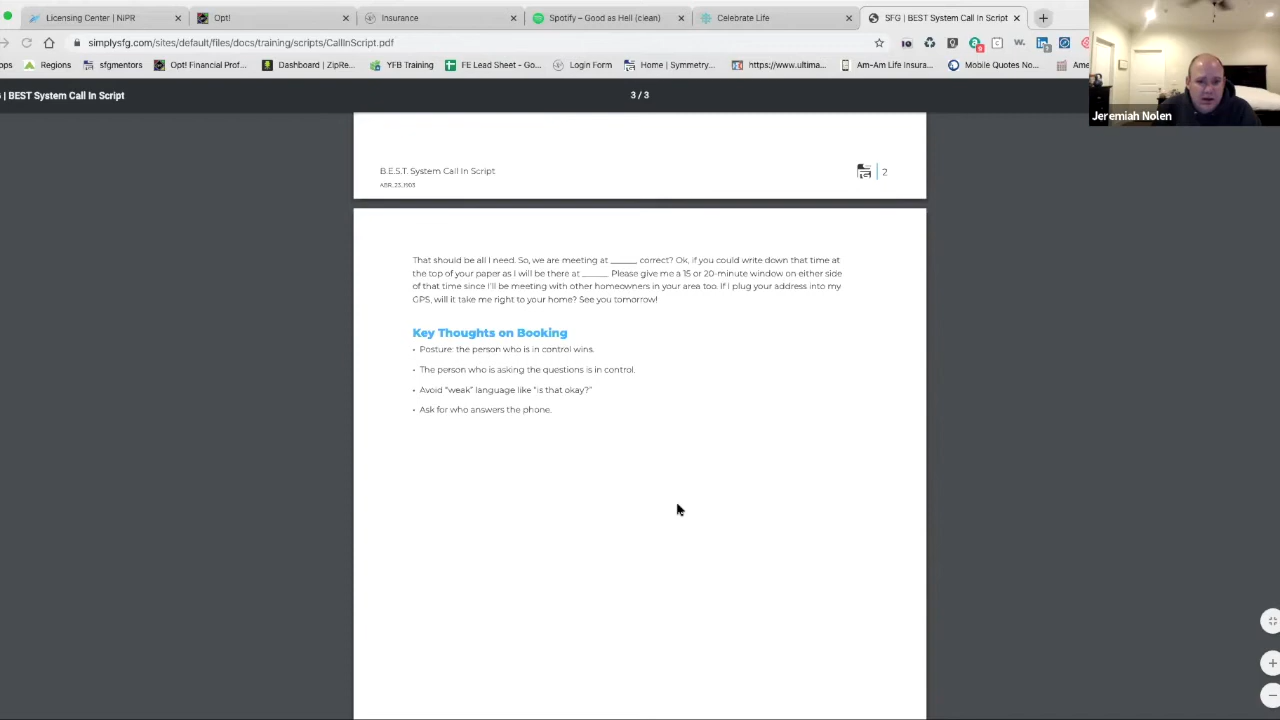 Licensing Center | NIPR
Opt!
Insurance
Spotify – Good as Hell (clean)
Celebrate Life
SFG | BEST System Call In Script
simplysfg.com/sites/default/files/docs/training/scripts/CallInScript.pdf
Regions
sfgmentors
Opt! Financial Prof...
Dashboard | ZipRe...
YFB Training
FE Lead Sheet - Go...
Login Form
Home | Symmetry...
https://www.ultima...
Am-Am Life Insura...
Mobile Quotes No...
Ame
| BEST System Call In Script
3 / 3
Jeremiah Nolen
B.E.S.T. System Call In Script
2
That should be all I need. So, we are meeting at ______ correct? Ok, if you could write down that time at
the top of your paper as I will be there at ______. Please give me a 15 or 20-minute window on either side
of that time since I'll be meeting with other homeowners in your area too. If I plug your address into my
GPS, will it take me right to your home? See you tomorrow!
Key Thoughts on Booking
• Posture: the person who is in control wins.
• The person who is asking the questions is in control.
• Avoid "weak" language like "is that okay?"
• Ask for who answers the phone.